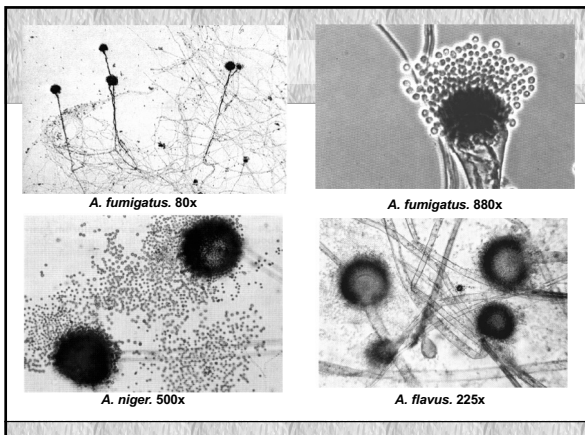 A. fumigatus. 80x
A. fumigatus. 880x
A. niger. 500x
A. flavus. 225x